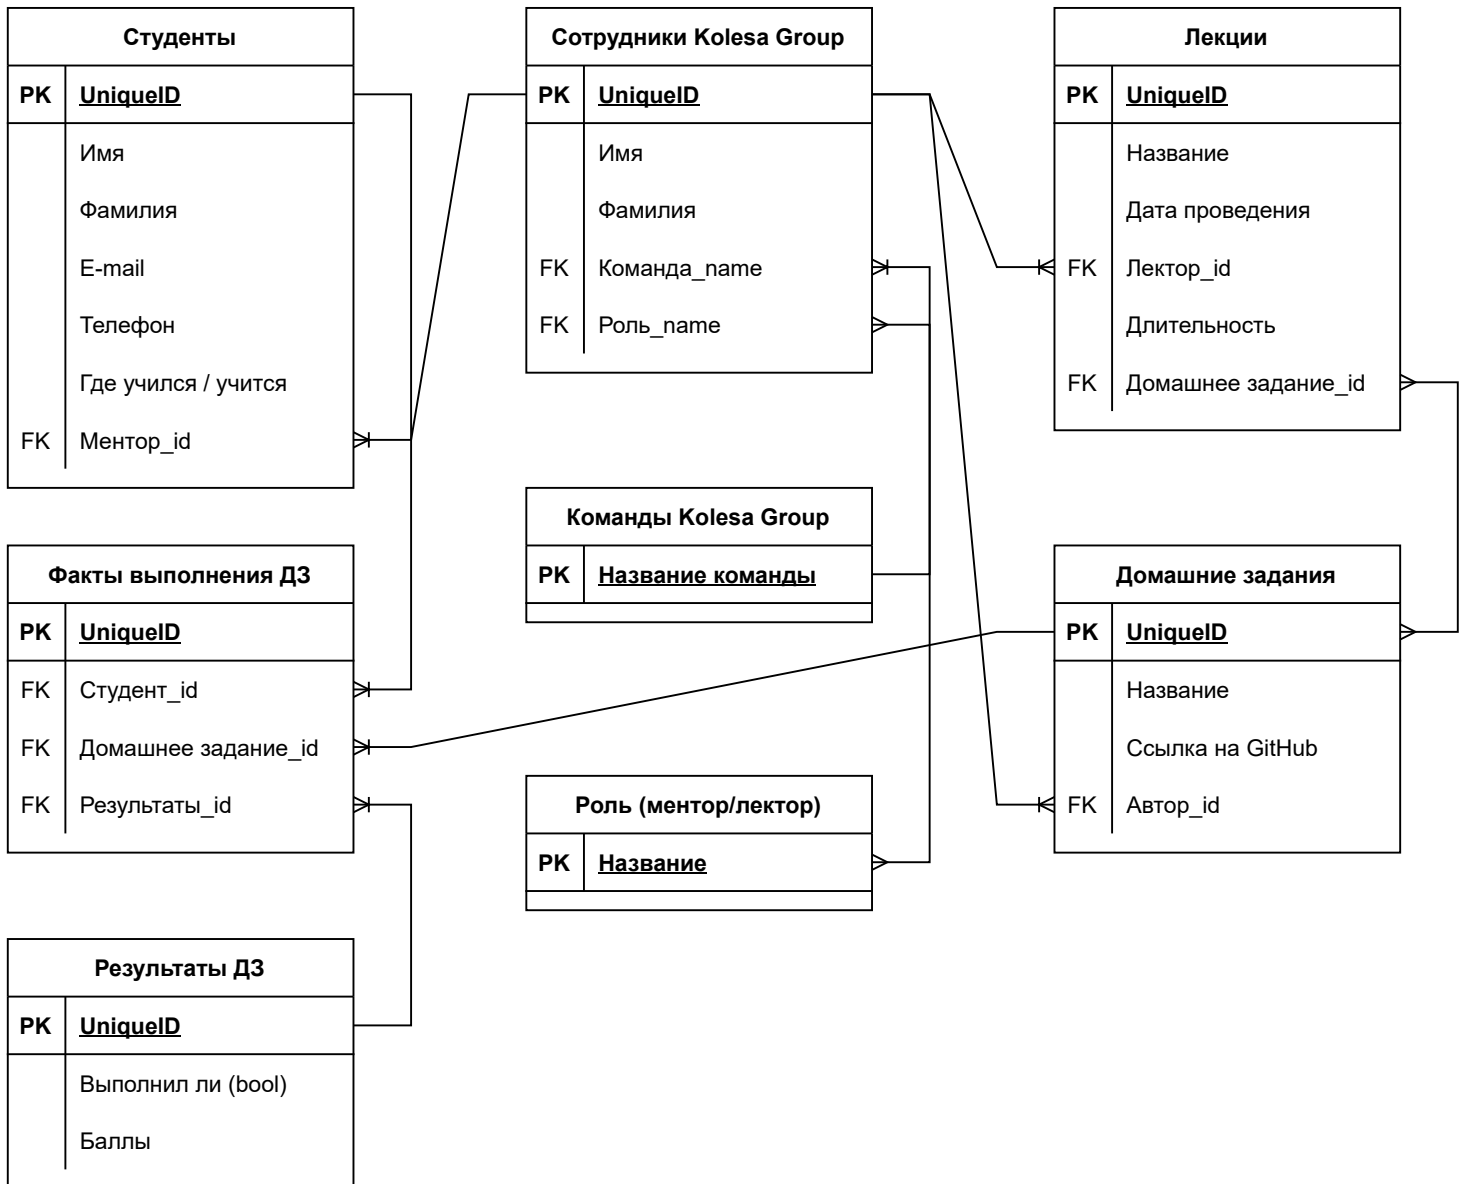 Студенты
PK UniqueID
Имя
Фамилия
E-mail
Телефон
Где учился / учится
FK Ментор_id
Сотрудники Kolesa Group
PK UniqueID
Имя
Фамилия
FK Команда_name
FK Роль_name
Лекции
PK UniqueID
Название
Дата проведения
FK Лектор_id
Длительность
FK Домашнее задание_id
Команды Kolesa Group
PK Название команды
Факты выполнения ДЗ
PK UniqueID
FK Студент_id
FK Домашнее задание_id
FK Результаты_id
Домашние задания
PK UniqueID
Название
Ссылка на GitHub
FK Автор_id
Роль (ментор/лектор)
PK Название
Результаты ДЗ
PK UniqueID
Выполнил ли (bool)
Баллы